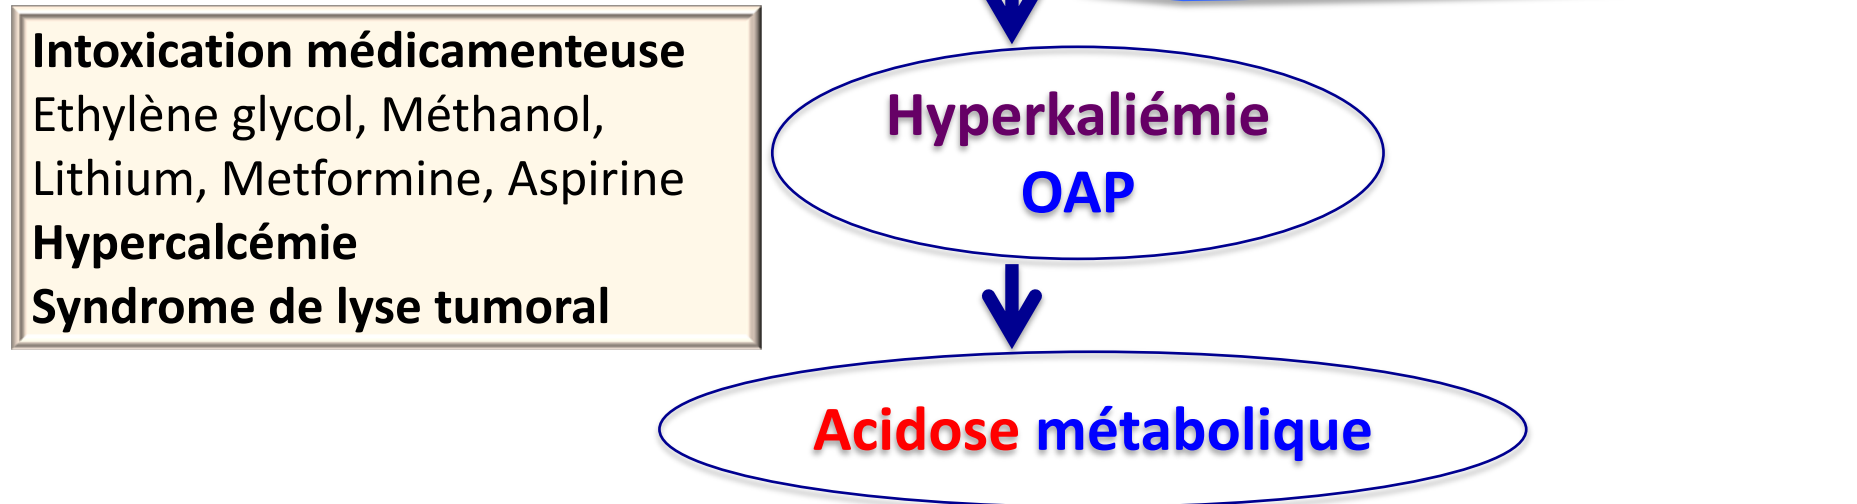 Intoxication médicamenteuse
Ethylène glycol, Méthanol,
Lithium, Metformine, Aspirine
Hypercalcémie
Syndrome de lyse tumoral
Hyperkaliémie
OAP
Acidose métabolique